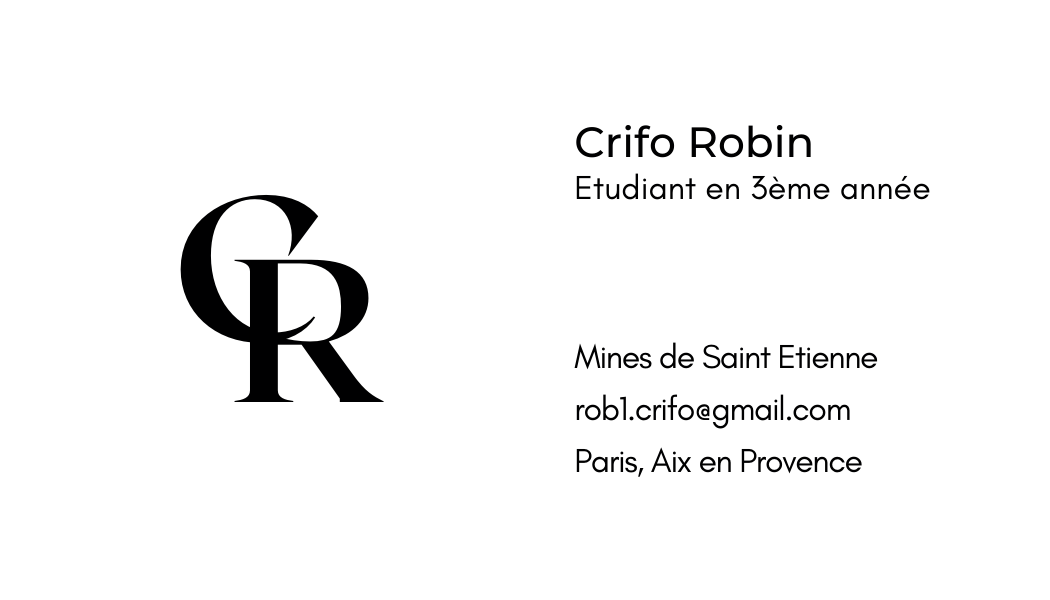 CR
Crifo Robin
Etudiant en 3ème année
Mines de Saint Etienne
rob1.crifo@gmail.com
Paris, Aix en Provence